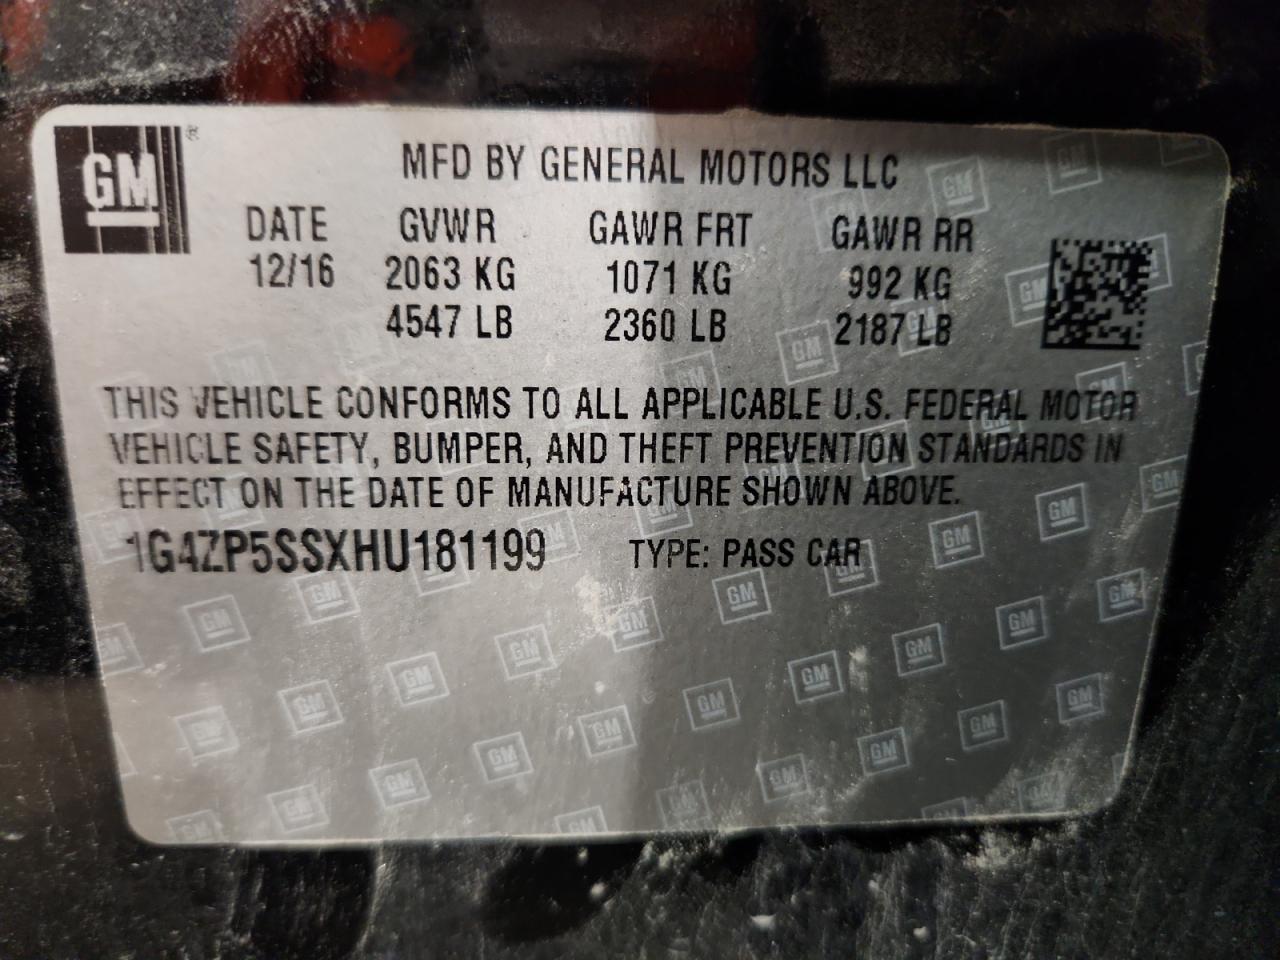 GM ®
MFD BY GENERAL MOTORS LLC
DATE GVWR GAWR FRT GAWR RR
12/16 2063 KG 1071 KG 992 KG
4547 LB 2360 LB 2187 LB
THIS VEHICLE CONFORMS TO ALL APPLICABLE U.S. FEDERAL MOTOR
VEHICLE SAFETY, BUMPER, AND THEFT PREVENTION STANDARDS IN
EFFECT ON THE DATE OF MANUFACTURE SHOWN ABOVE.
1G4ZP5SSXHU181199 TYPE: PASS CAR